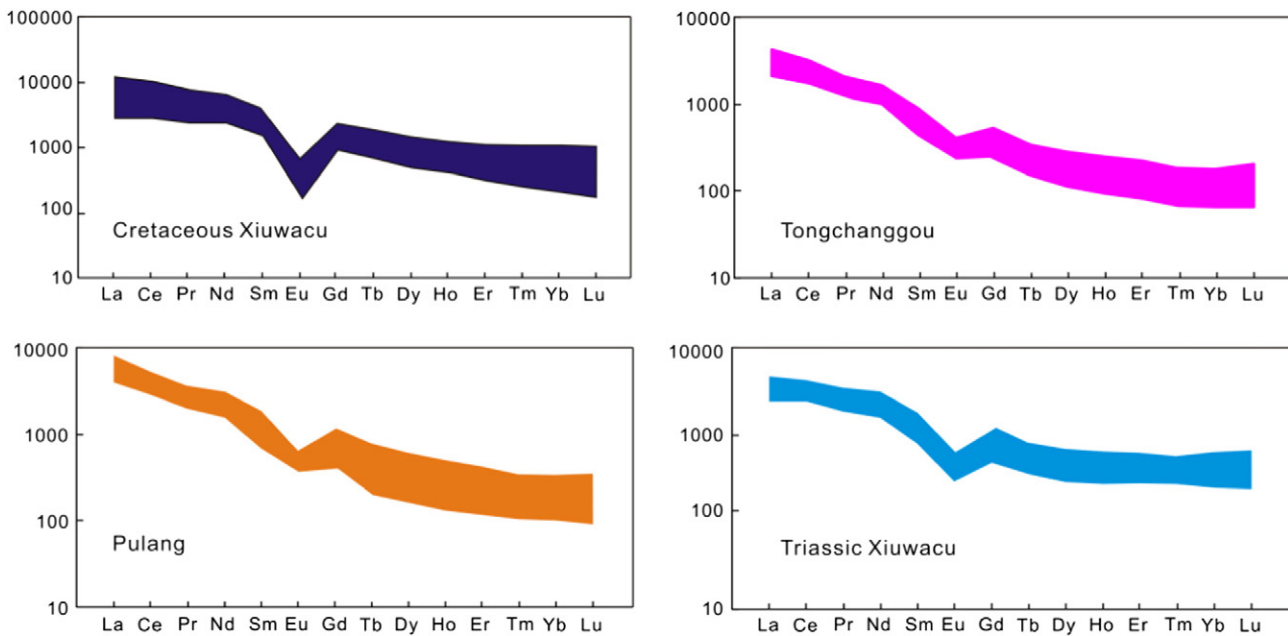 100000
10000
1000
100
10
Cretaceous Xiuwacu
La Ce Pr Nd Sm Eu Gd Tb Dy Ho Er Tm Yb Lu
10000
1000
100
10
Tongchanggou
La Ce Pr Nd Sm Eu Gd Tb Dy Ho Er Tm Yb Lu
10000
1000
100
10
Pulang
La Ce Pr Nd Sm Eu Gd Tb Dy Ho Er Tm Yb Lu
10000
1000
100
10
Triassic Xiuwacu
La Ce Pr Nd Sm Eu Gd Tb Dy Ho Er Tm Yb Lu